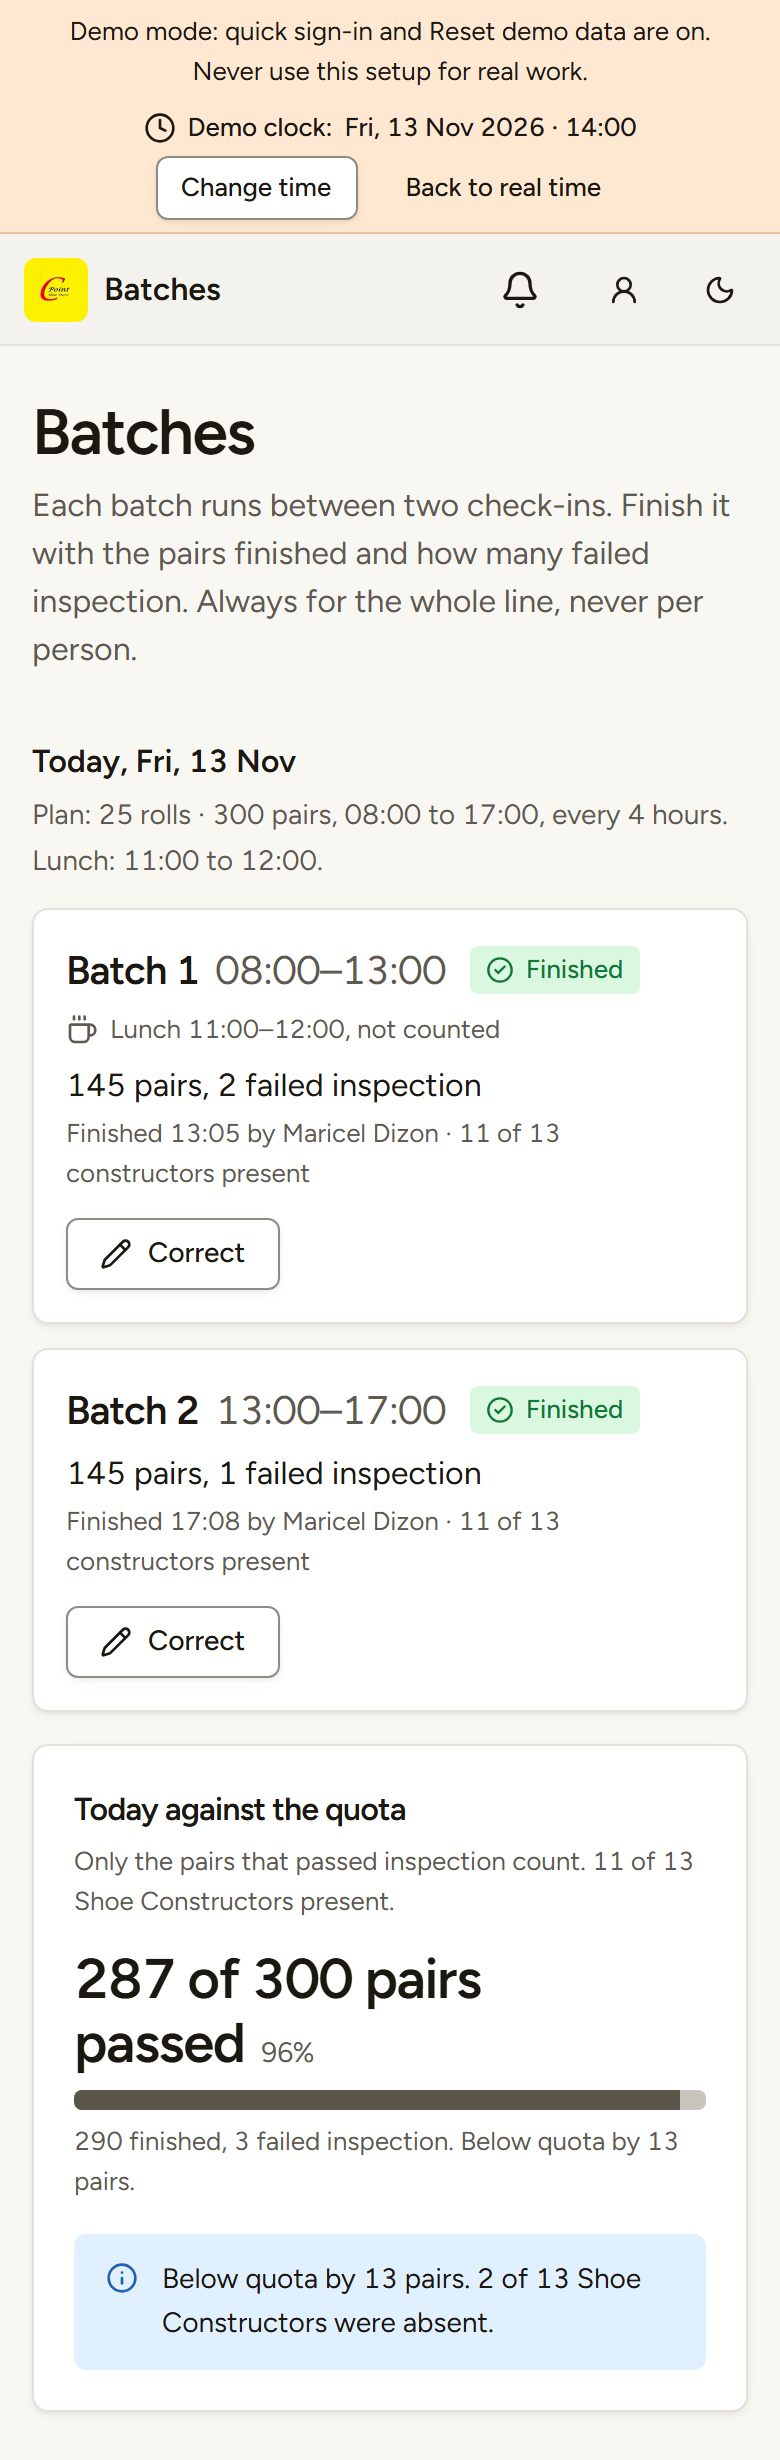 Demo mode: quick sign-in and Reset demo data are on.
Never use this setup for real work.
Demo clock: Fri, 13 Nov 2026 · 14:00
Change time
Back to real time
C Point
Batches
Batches
Each batch runs between two check-ins. Finish it
with the pairs finished and how many failed
inspection. Always for the whole line, never per
person.
Today, Fri, 13 Nov
Plan: 25 rolls · 300 pairs, 08:00 to 17:00, every 4 hours.
Lunch: 11:00 to 12:00.
Batch 1 08:00–13:00 Finished
Lunch 11:00–12:00, not counted
145 pairs, 2 failed inspection
Finished 13:05 by Maricel Dizon · 11 of 13
constructors present
Correct
Batch 2 13:00–17:00 Finished
145 pairs, 1 failed inspection
Finished 17:08 by Maricel Dizon · 11 of 13
constructors present
Correct
Today against the quota
Only the pairs that passed inspection count. 11 of 13
Shoe Constructors present.
287 of 300 pairs
passed 96%
290 finished, 3 failed inspection. Below quota by 13
pairs.
Below quota by 13 pairs. 2 of 13 Shoe
Constructors were absent.